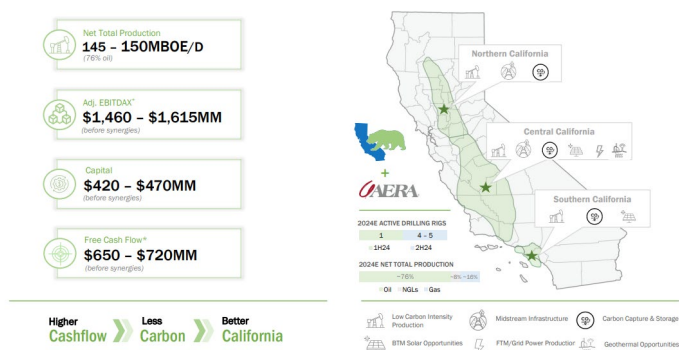 Net Total Production
145 – 150MBOE/D
(76% oil)
Adj. EBITDAX*
$1,460 – $1,615MM
(before synergies)
Capital
$420 – $470MM
(before synergies)
Free Cash Flow*
$650 – $720MM
(before synergies)
Higher
Cashflow
Less
Carbon
Better
California
Northern California
Central California
Southern California
+
AERA
2024E ACTIVE DRILLING RIGS
1 4 - 5
1H24 2H24
2024E NET TOTAL PRODUCTION
~76% ~8% ~16%
Oil NGLs Gas
Low Carbon Intensity
Production
Midstream Infrastructure
Carbon Capture & Storage
BTM Solar Opportunities
FTM/Grid Power Production
Geothermal Opportunities